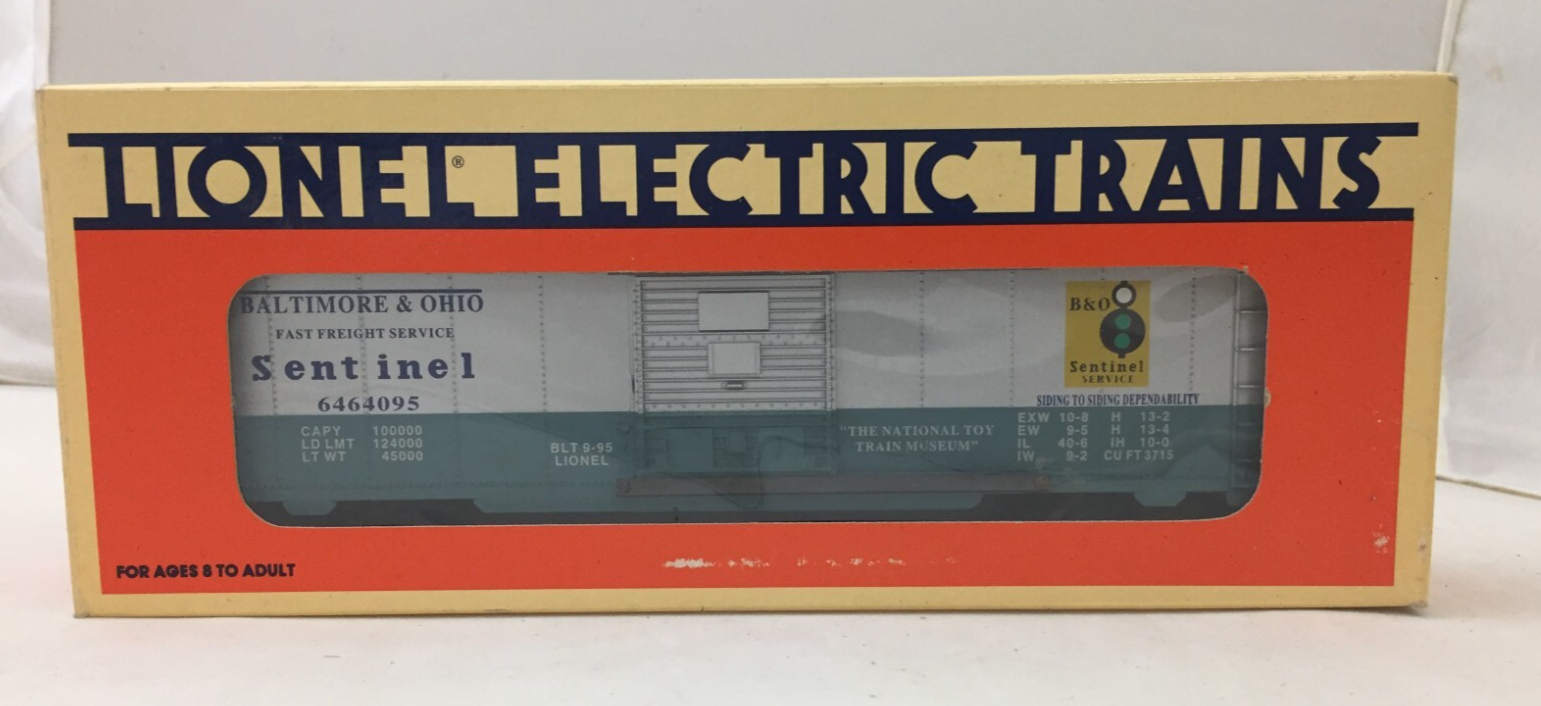 LIONEL® ELECTRIC TRAINS
BALTIMORE & OHIO
FAST FREIGHT SERVICE
Sentinel
6464095
CAPY 100000
LD LMT 124000
LT WT 45000
BLT 9-95
LIONEL
"THE NATIONAL TOY
TRAIN MUSEUM"
B&O
Sentinel
SERVICE
SIDING TO SIDING DEPENDABILITY
EXW 10-8 H 13-2
EW 9-5 H 13-4
IL 40-6 IH 10-0
IW 9-2 CU FT 3715
FOR AGES 8 TO ADULT